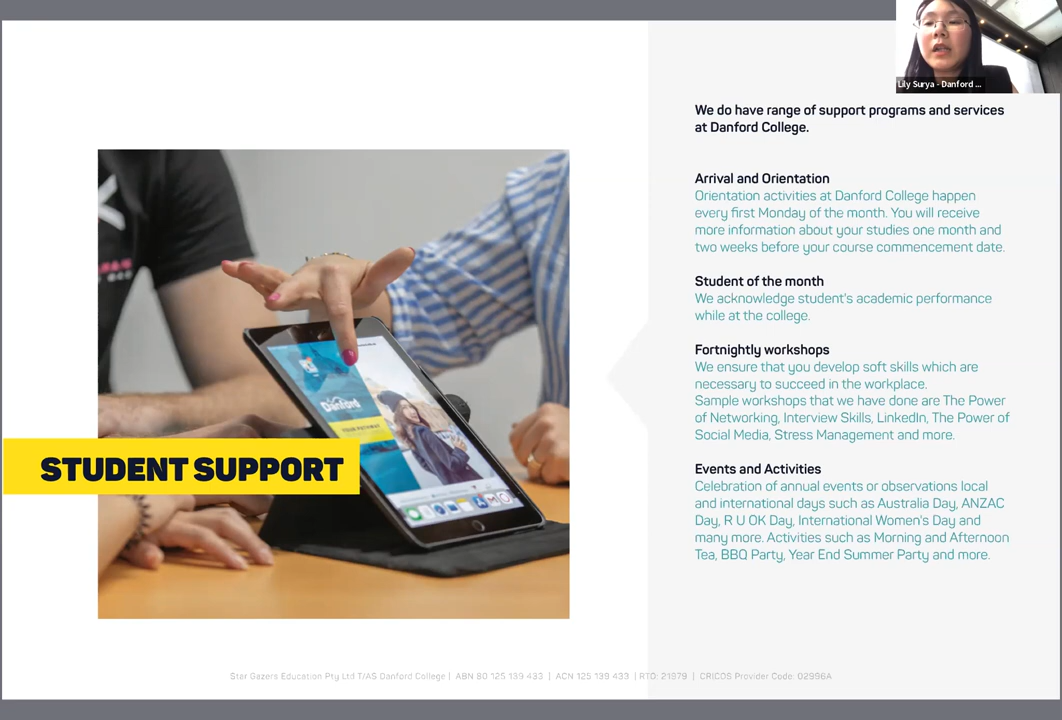 Lily Surya - Danford ...
We do have range of support programs and services
at Danford College.
Arrival and Orientation
Orientation activities at Danford College happen
every first Monday of the month. You will receive
more information about your studies one month and
two weeks before your course commencement date.
Student of the month
We acknowledge student's academic performance
while at the college.
Fortnightly workshops
We ensure that you develop soft skills which are
necessary to succeed in the workplace.
Sample workshops that we have done are The Power
of Networking, Interview Skills, LinkedIn, The Power of
Social Media, Stress Management and more.
Events and Activities
Celebration of annual events or observations local
and international days such as Australia Day, ANZAC
Day, R U OK Day, International Women's Day and
many more. Activities such as Morning and Afternoon
Tea, BBQ Party, Year End Summer Party and more.
Danford
YOUR PATHWAY
STUDENT SUPPORT
Star Gazers Education Pty Ltd T/AS Danford College | ABN 80 125 139 433 | ACN 125 139 433 | RTO: 21979 | CRICOS Provider Code: 02996A